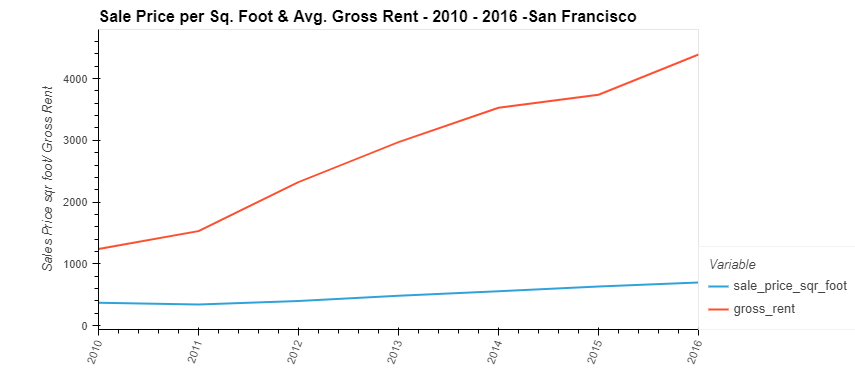 Sale Price per Sq. Foot & Avg. Gross Rent - 2010 - 2016 -San Francisco
Sales Price sqr foot/ Gross Rent
4000
3000
2000
1000
0
2010
2011
2012
2013
2014
2015
2016
Variable
sale_price_sqr_foot
gross_rent